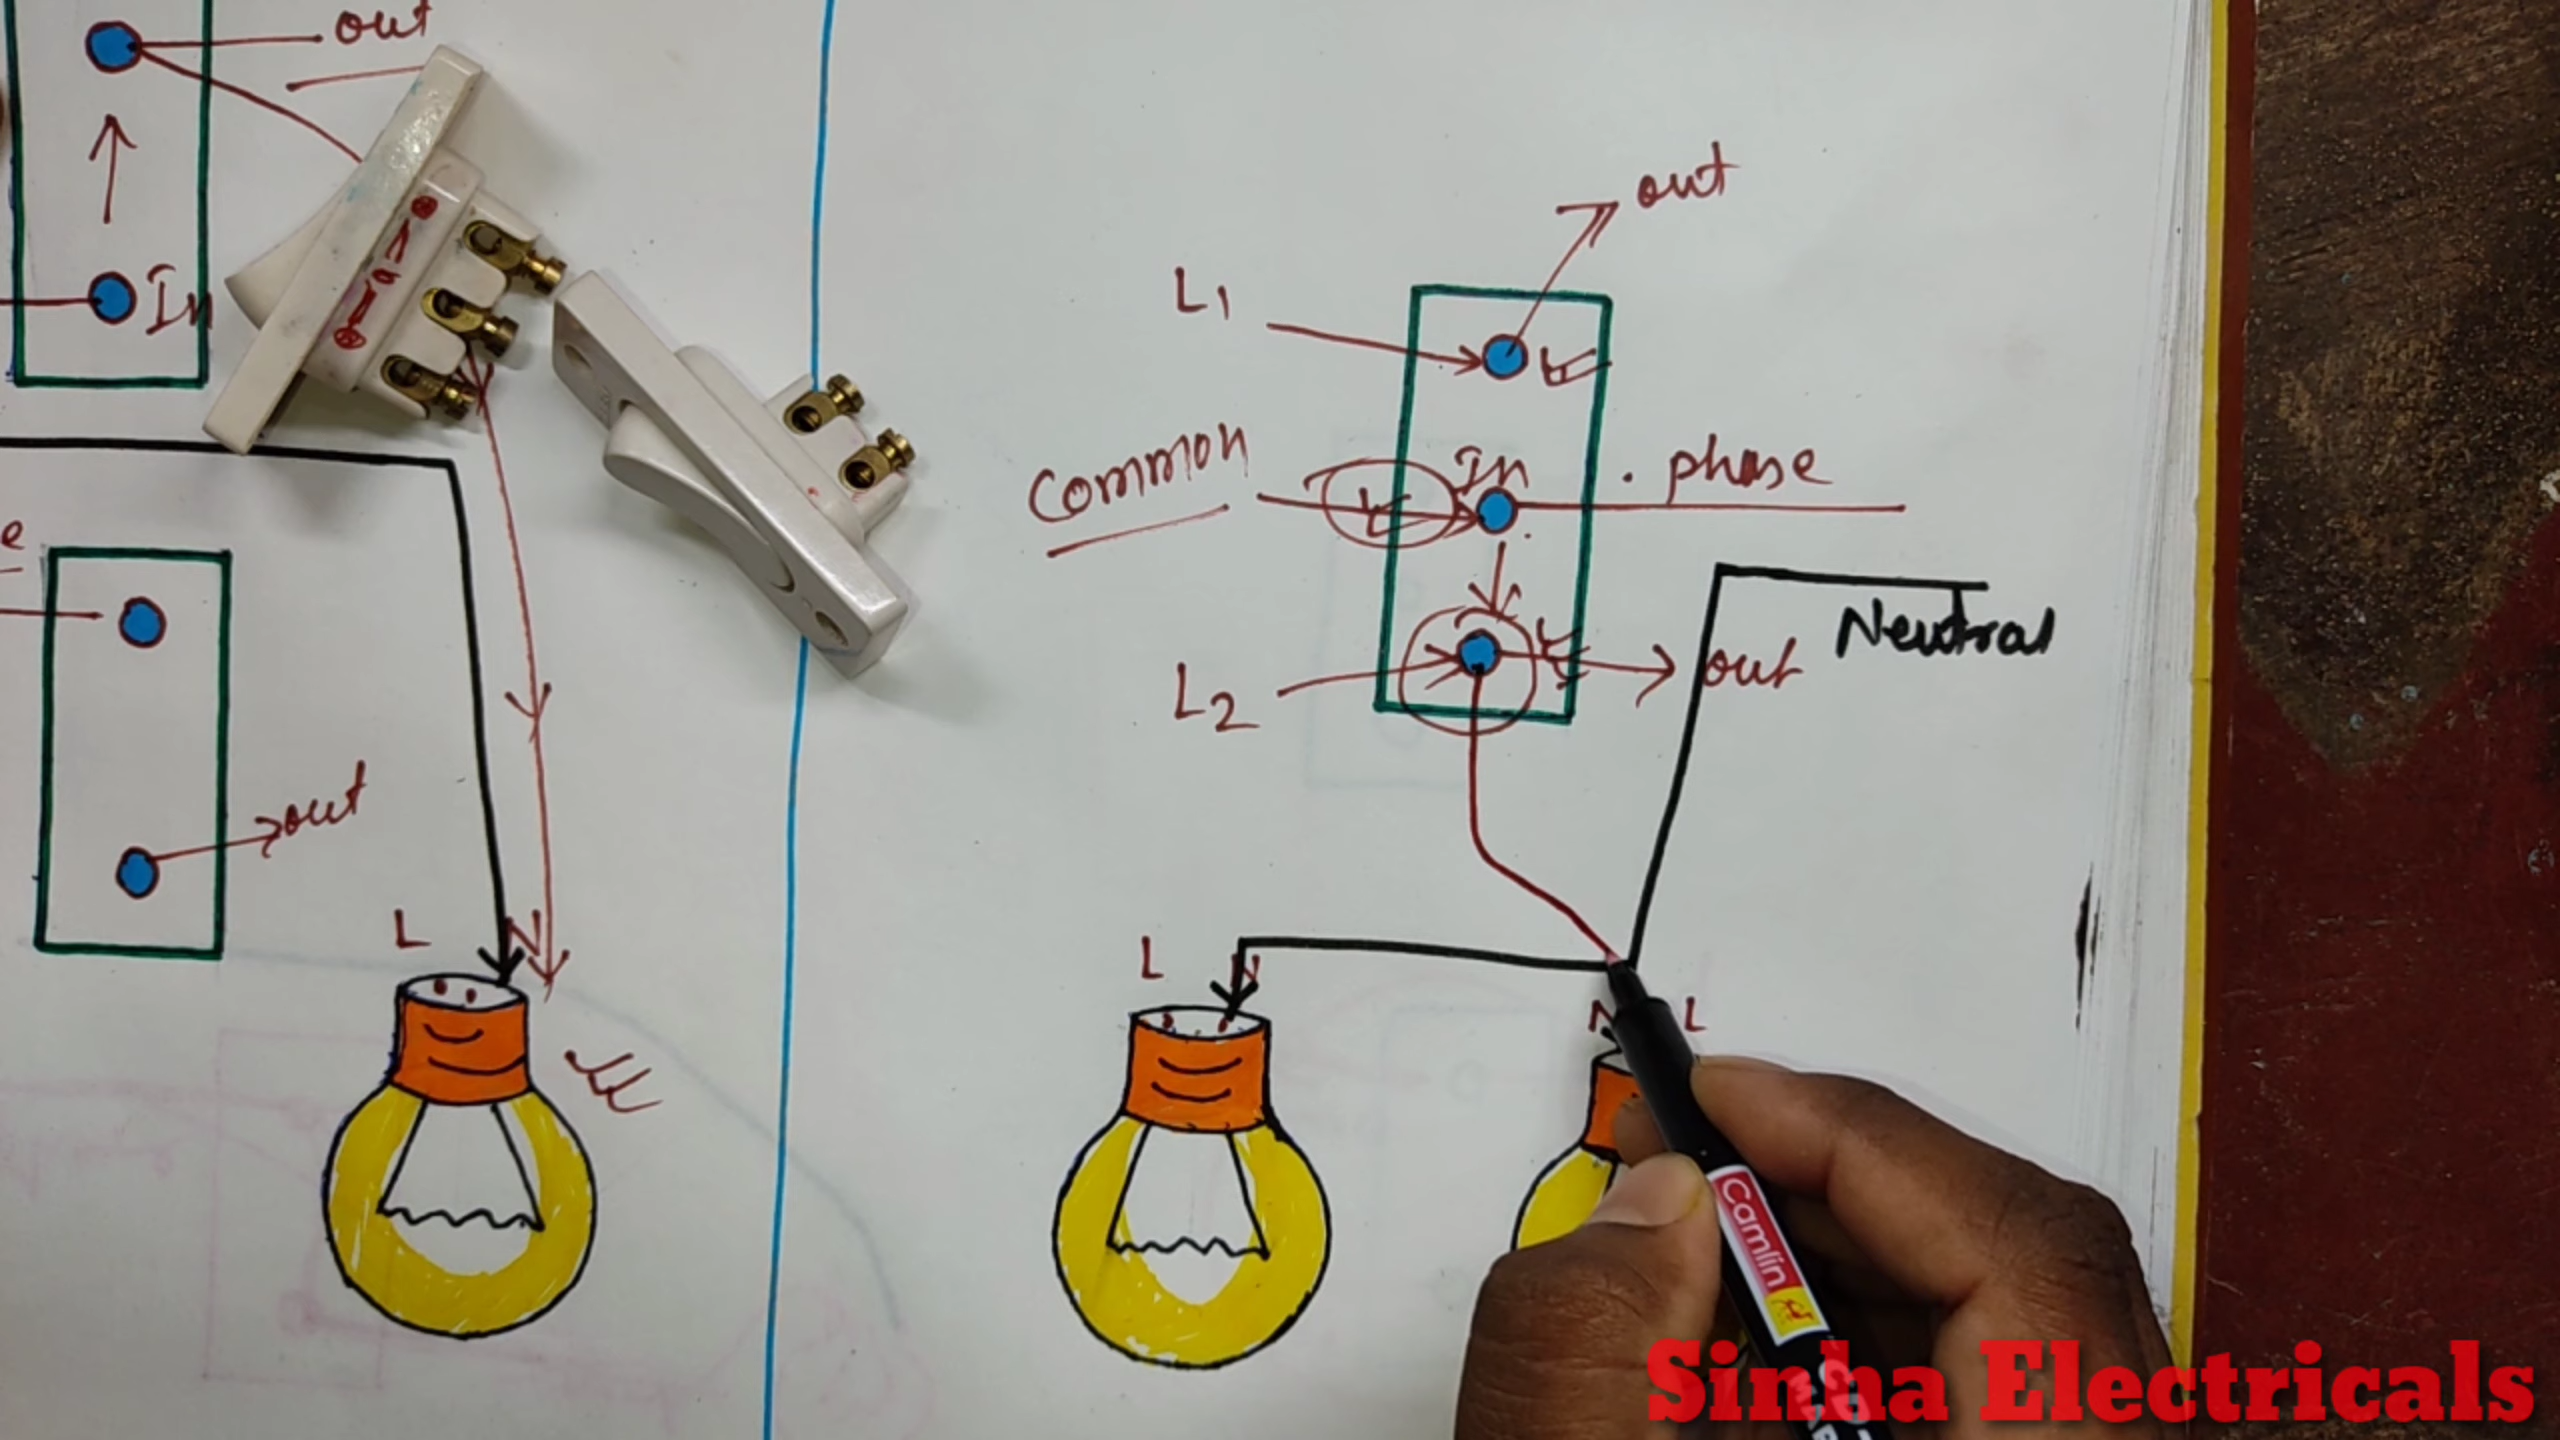 out
In
e
out
L
N
out
L1
Common
In
. phase
L2
out
Neutral
L
N
N
L
Camlin
Sinha Electricals